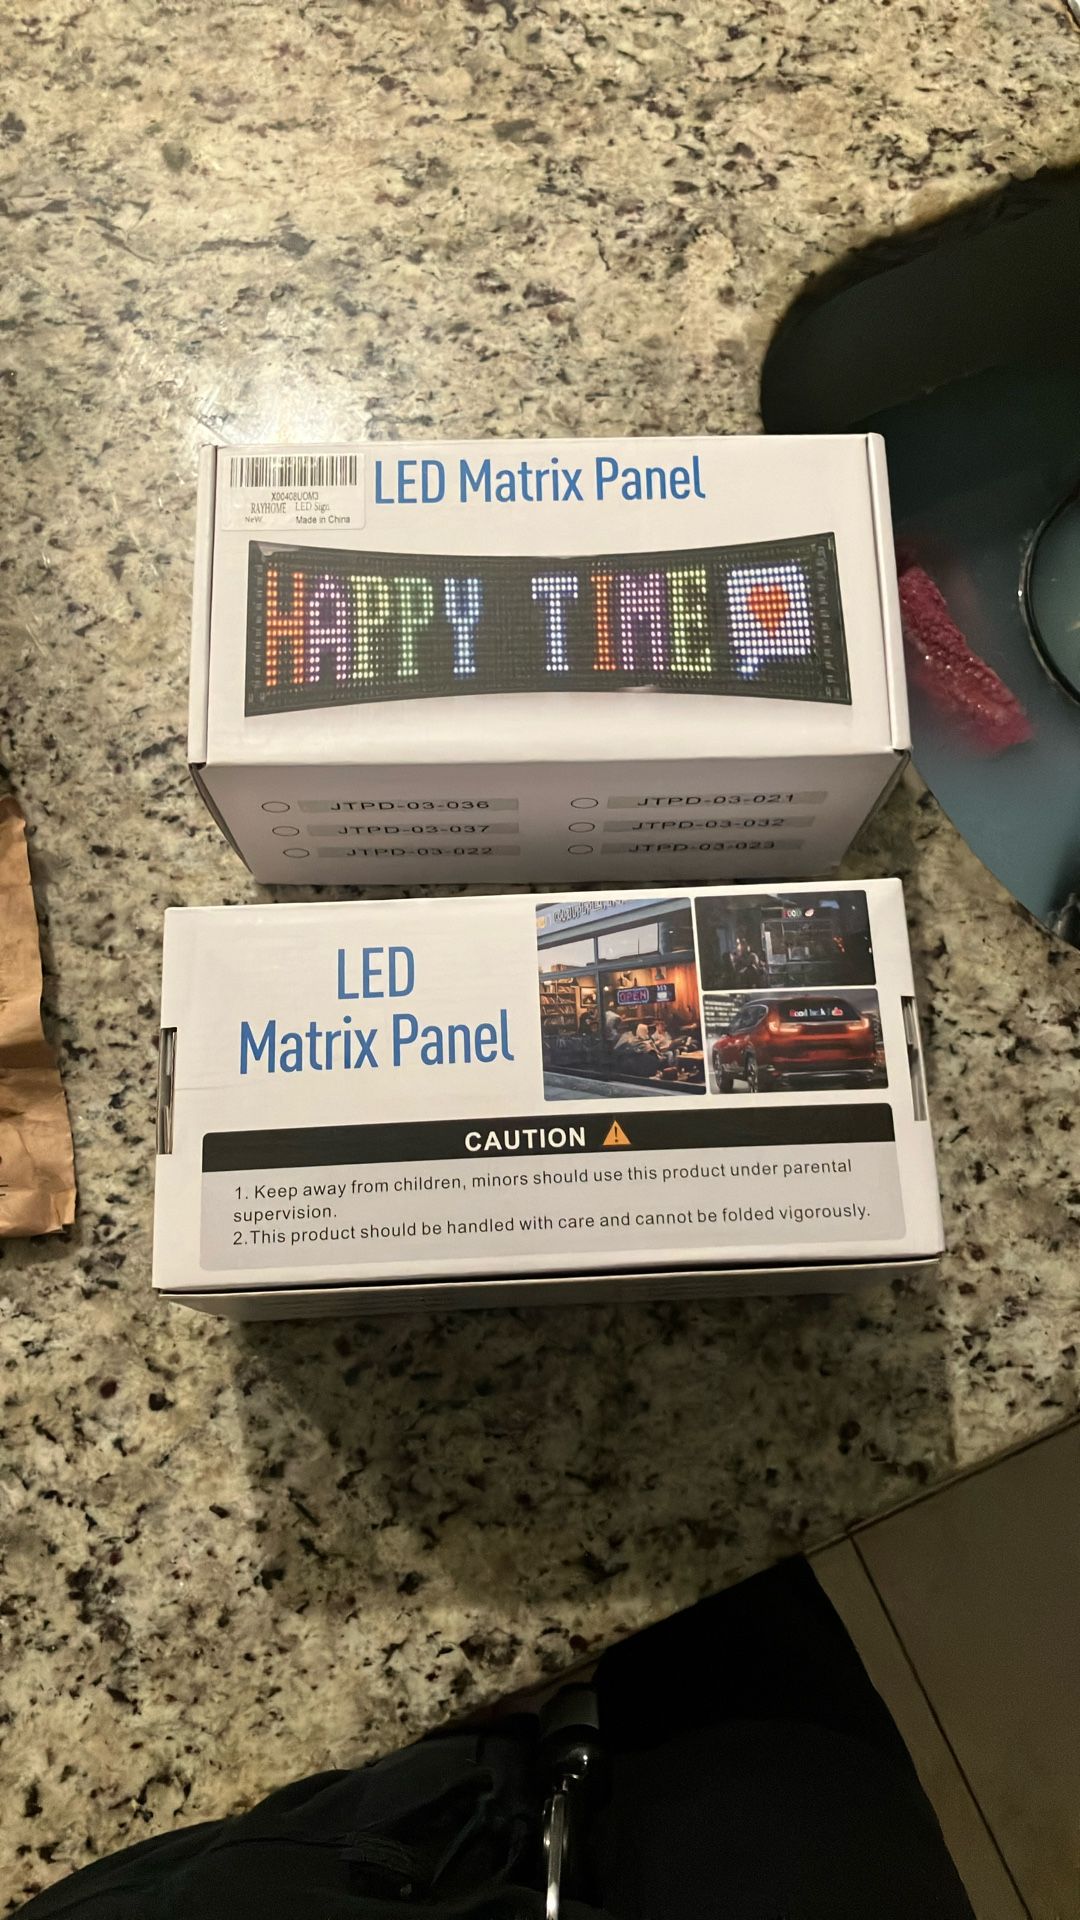 X00408UOM3
RAYHOME LED Sign
New Made in China
LED Matrix Panel
HAPPY TIME
JTPD-03-036
JTPD-03-021
JTPD-03-037
JTPD-03-032
JTPD-03-022
JTPD-03-023
LED
Matrix Panel
OPEN
FOOD
Good luck
CAUTION
1. Keep away from children, minors should use this product under parental
supervision.
2.This product should be handled with care and cannot be folded vigorously.